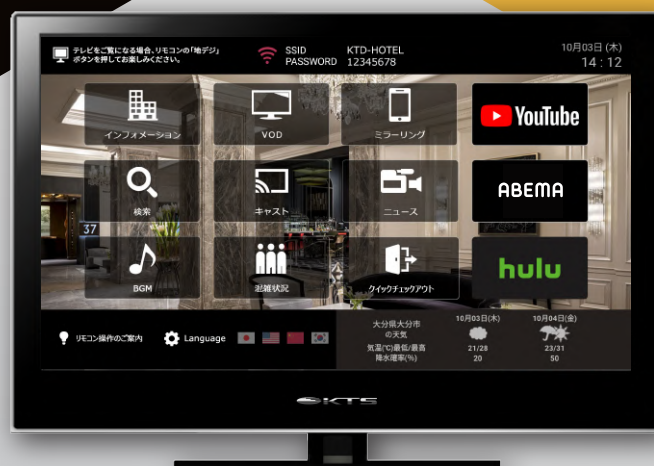 テレビをご覧になる場合、リモコンの「地デジ」
ボタンを押してお楽しみください。
SSID KTD-HOTEL
PASSWORD 12345678
10月03日 (木)
14 : 12
インフォメーション
VOD
ミラーリング
YouTube
検索
キャスト
ニュース
ABEMA
37
BGM
混雑状況
クイックチェックアウト
hulu
リモコン操作のご案内
Language
大分県大分市
の天気
10月03日(木)
10月04日(金)
気温(℃)最低/最高
21/28
23/31
降水確率(%)
20
50
KTS